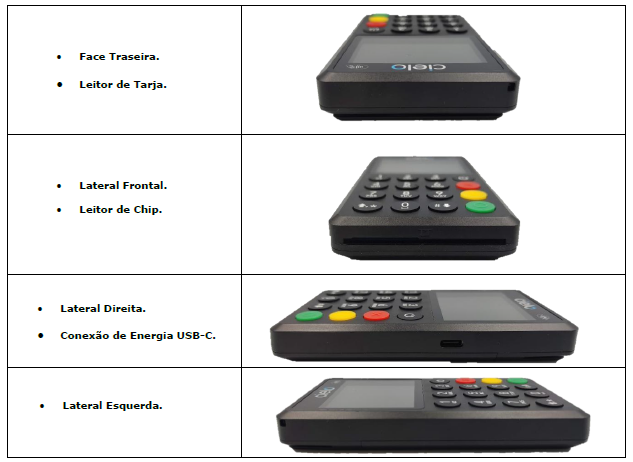 Face Traseira.
Leitor de Tarja.
cielo
Lateral Frontal.
Leitor de Chip.
Lateral Direita.
Conexão de Energia USB-C.
Lateral Esquerda.